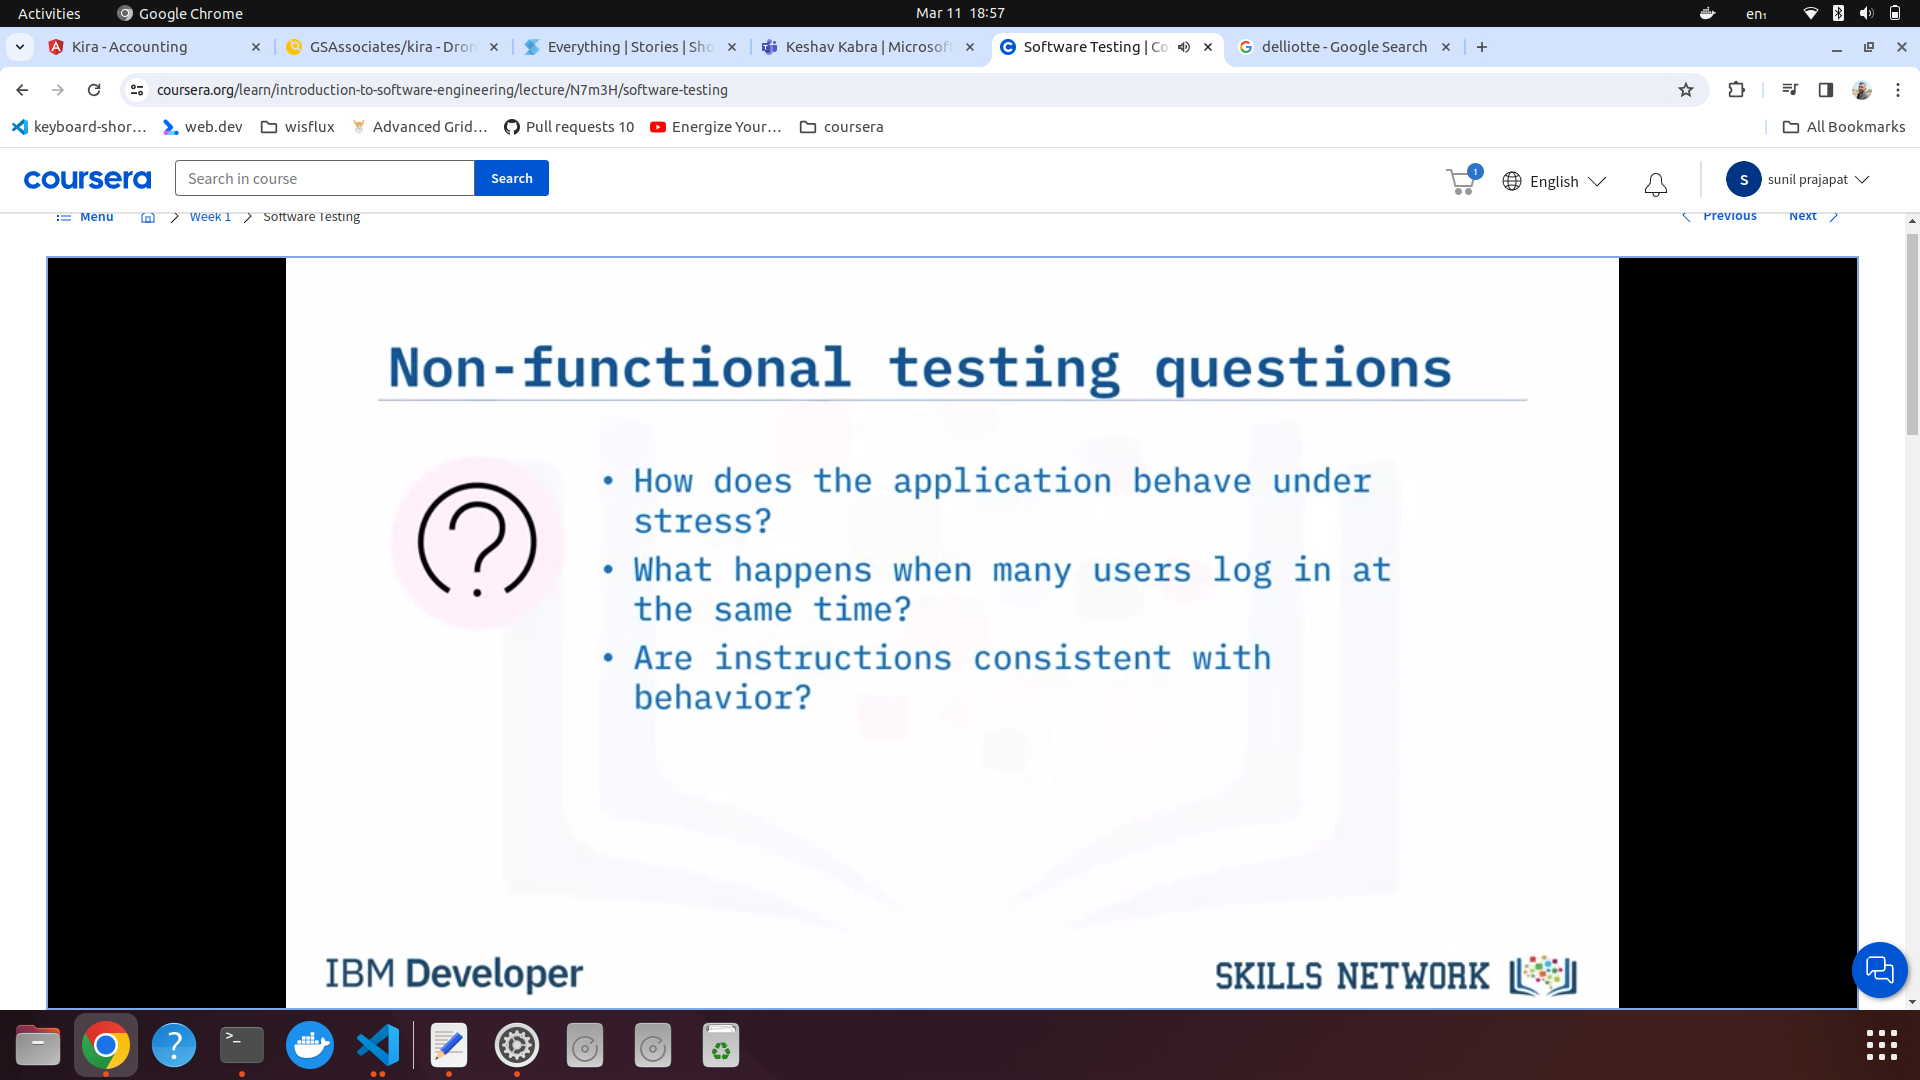 Activities
Google Chrome
Mar 11 18:57
en₁
Kira - Accounting
GSAssociates/kira - Dron
Everything | Stories | Sho
Keshav Kabra | Microsof
Software Testing | Co
delliotte - Google Search
coursera.org/learn/introduction-to-software-engineering/lecture/N7m3H/software-testing
keyboard-shor...
web.dev
wisflux
Advanced Grid...
Pull requests 10
Energize Your...
coursera
All Bookmarks
coursera
Search in course
Search
1
English
S
sunil prajapat
Menu
Week 1
Software Testing
Previous
Next
Non-functional testing questions
• How does the application behave under
stress?
• What happens when many users log in at
the same time?
• Are instructions consistent with
behavior?
IBM Developer
SKILLS NETWORK